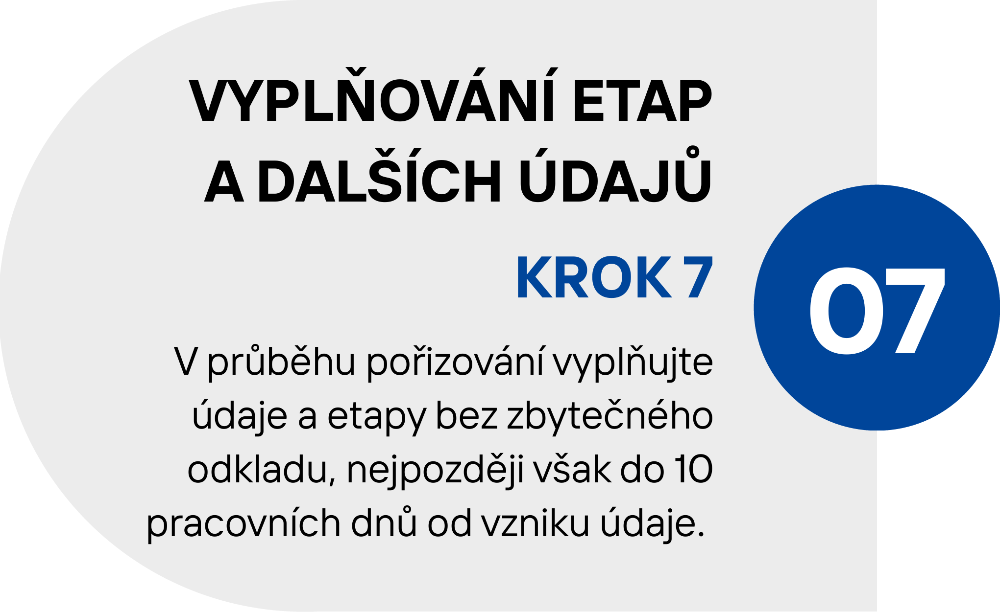 VYPLŇOVÁNÍ ETAP
A DALŠÍCH ÚDAJŮ
KROK 7
07
V průběhu pořizování vyplňujte
údaje a etapy bez zbytečného
odkladu, nejpozději však do 10
pracovních dnů od vzniku údaje.